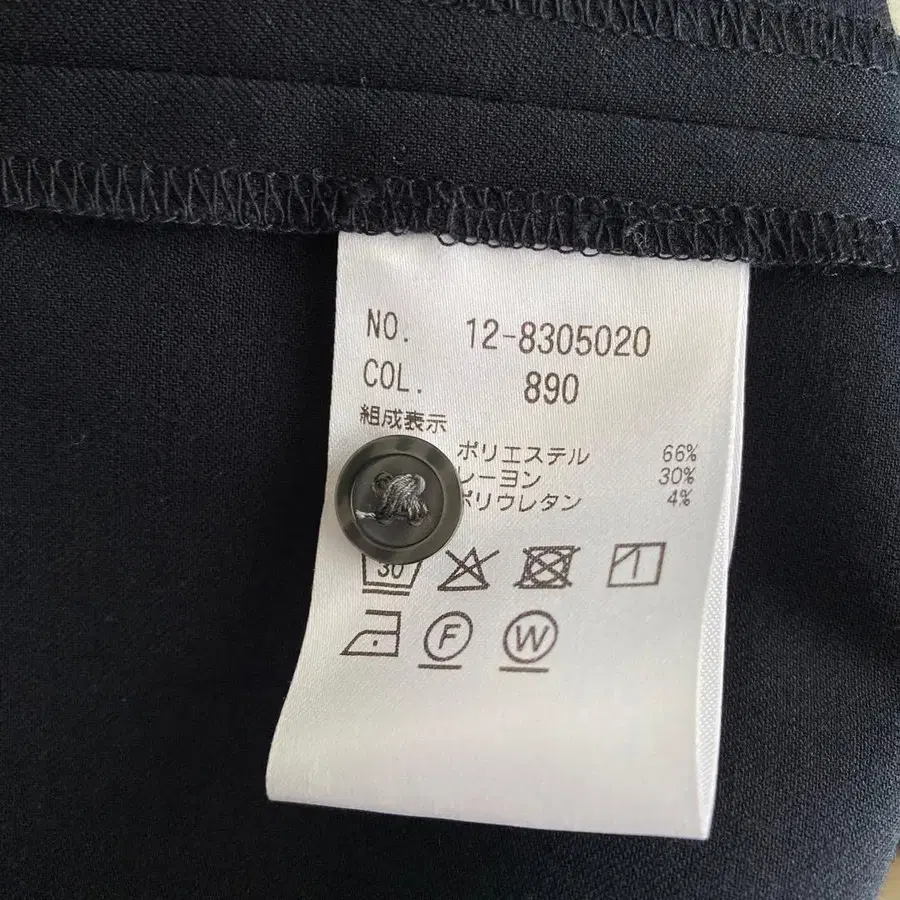 NO. 12-8305020
COL. 890
組成表示
ポリエステル 66%
レーヨン 30%
ポリウレタン 4%
30
F W